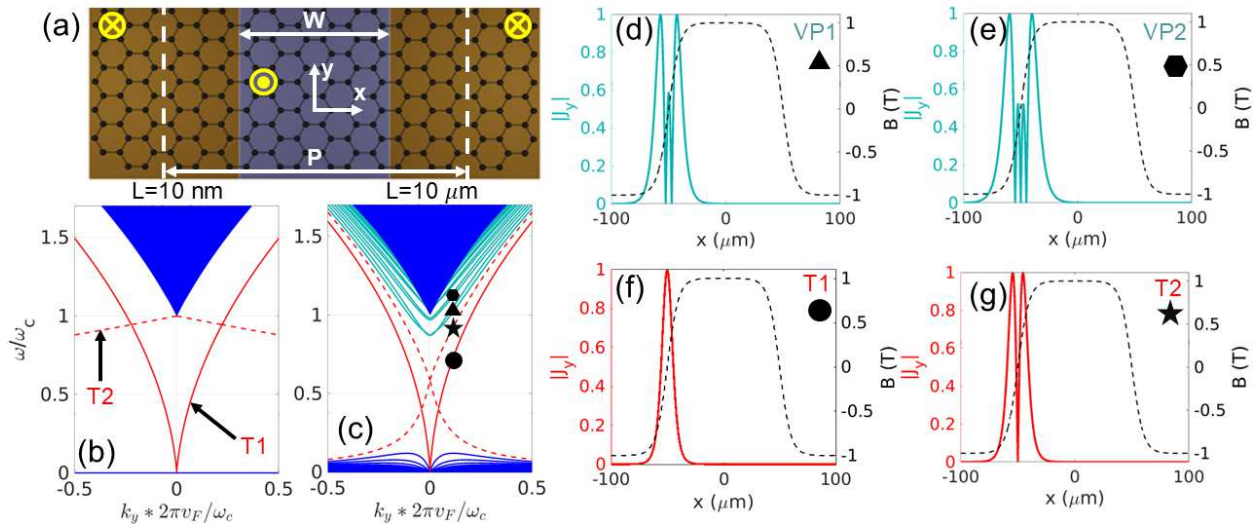 (a)
W
y
x
P
L=10 nm
L=10 μm
ω/ω_c
1.5
1
0.5
0
T2
T1
(b)
-0.5
0
0.5
k_y * 2πv_F/ω_c
1.5
1
0.5
0
(c)
-0.5
0
0.5
k_y * 2πv_F/ω_c
(d)
VP1
|J_y|
1
0.8
0.6
0.4
0.2
0
B (T)
1
0.5
0
-0.5
-1
-100
0
100
x (μm)
(e)
VP2
|J_y|
1
0.8
0.6
0.4
0.2
0
B (T)
1
0.5
0
-0.5
-1
-100
0
100
x (μm)
(f)
T1
|J_y|
1
0.8
0.6
0.4
0.2
0
B (T)
1
0.5
0
-0.5
-1
-100
0
100
x (μm)
(g)
T2
|J_y|
1
0.8
0.6
0.4
0.2
0
B (T)
1
0.5
0
-0.5
-1
-100
0
100
x (μm)